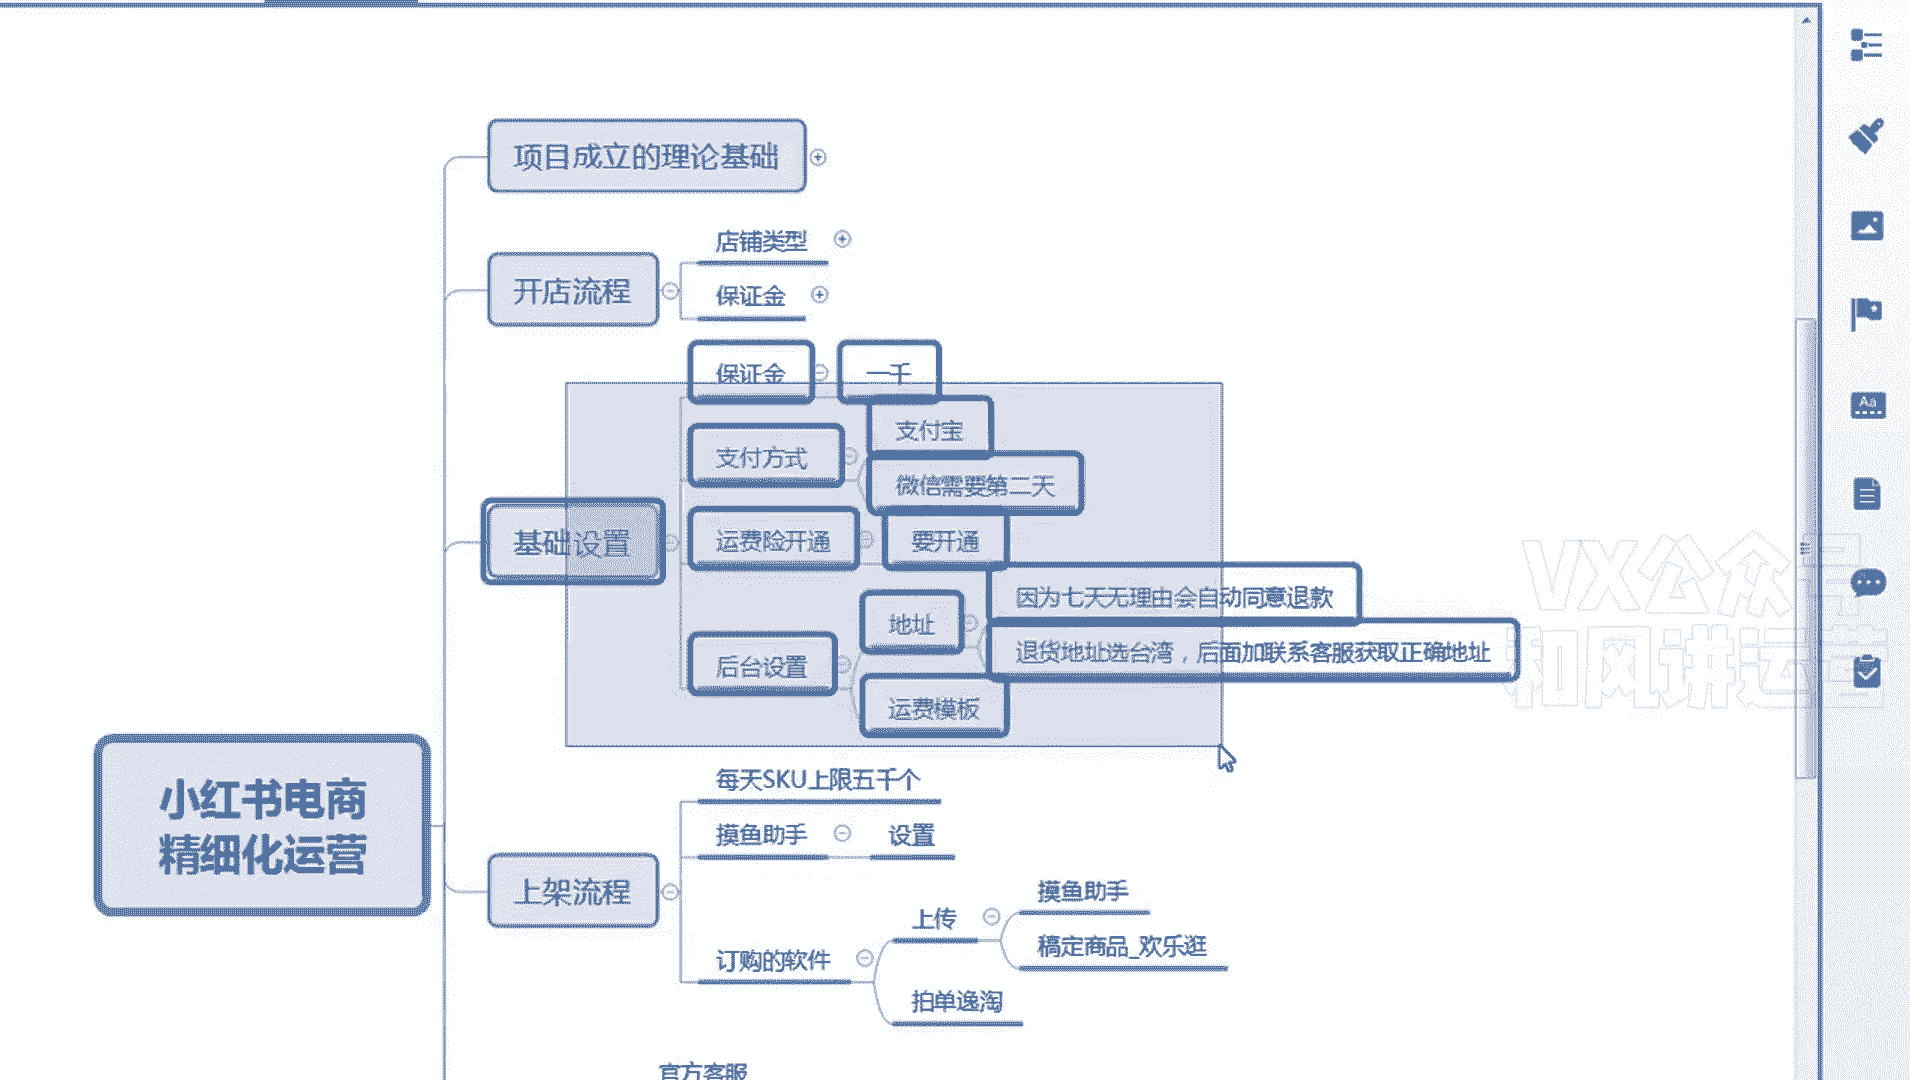 项目成立的理论基础
店铺类型
开店流程
保证金
保证金
一千
支付方式
支付宝
微信需要第二天
运费险开通
要开通
基础设置
后台设置
地址
因为七天无理由会自动同意退款
退货地址选台湾，后面加联系客服获取正确地址
运费模板
小红书电商
精细化运营
每天SKU上限五千个
摸鱼助手
设置
上架流程
订购的软件
上传
摸鱼助手
稿定商品_欢乐逛
拍单逸淘
官方客服
Aa
VX公众号
和风讲运营